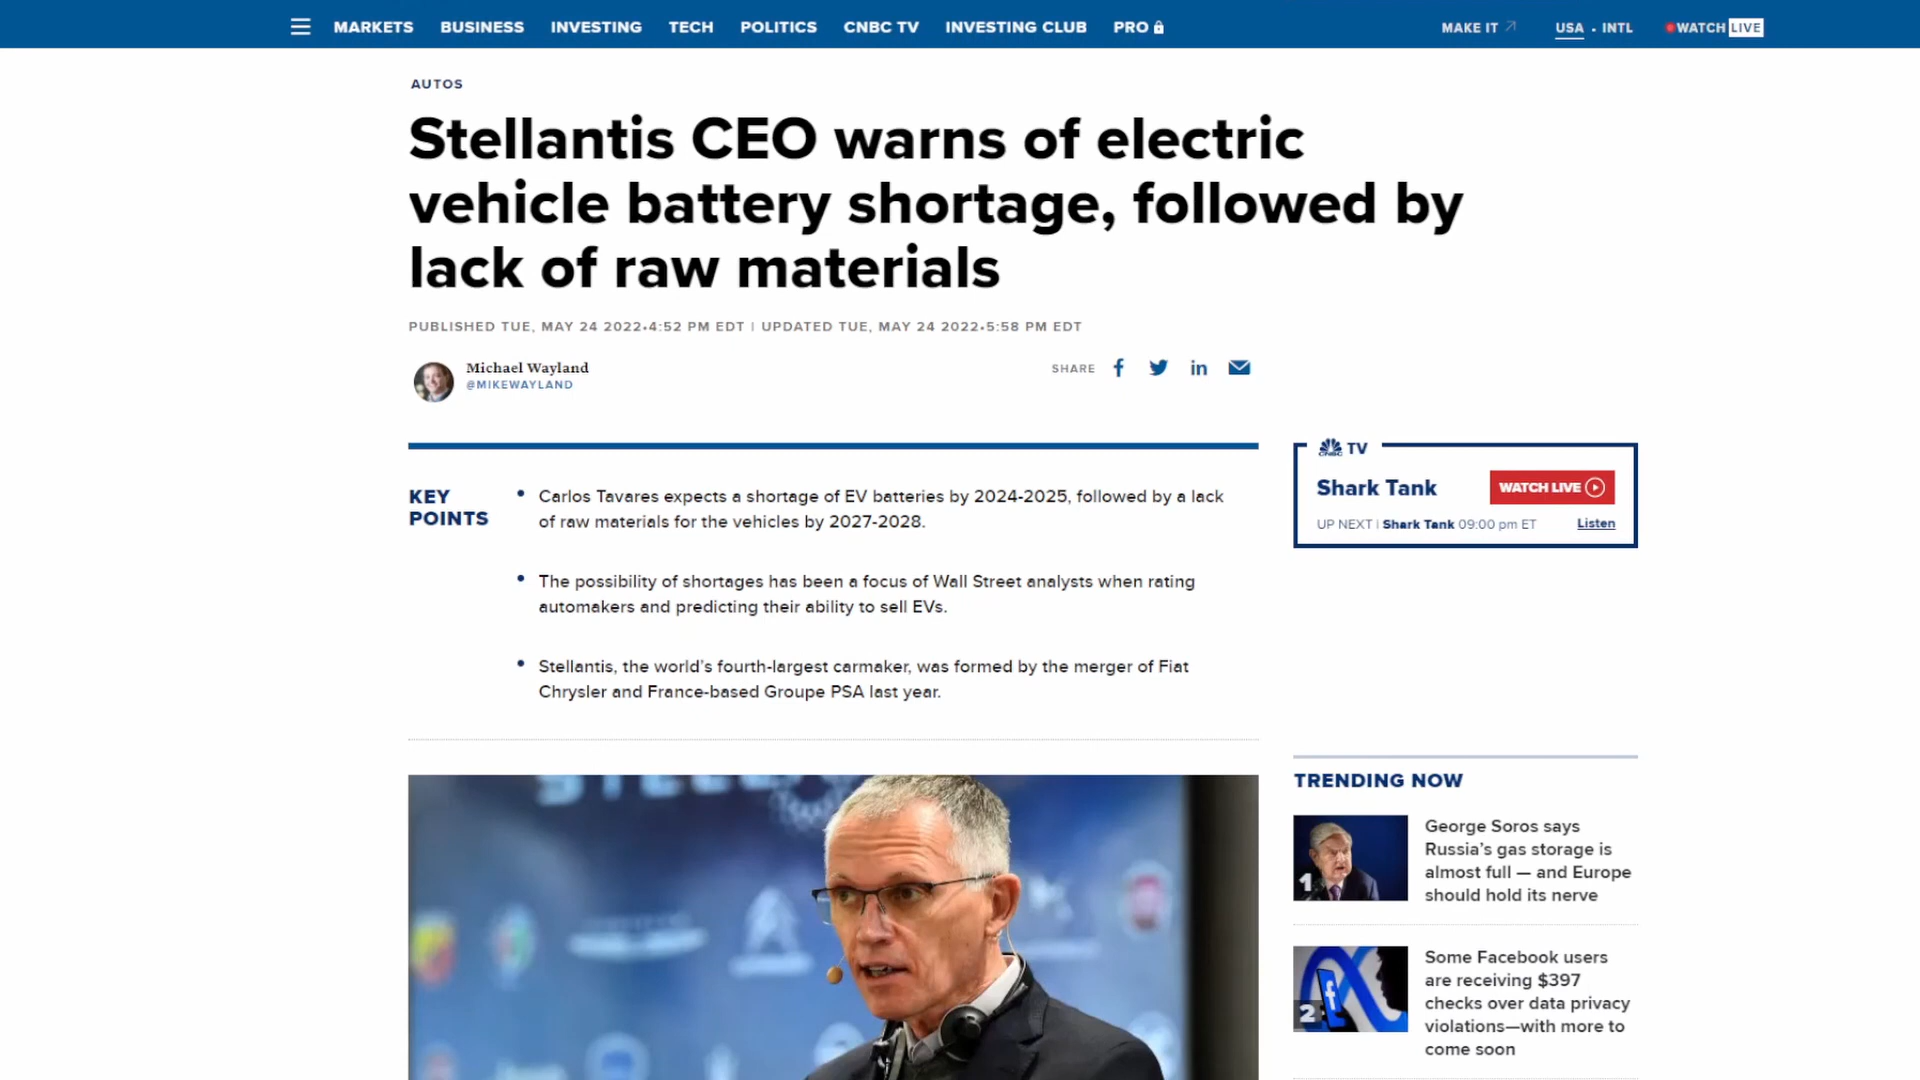 MARKETS BUSINESS INVESTING TECH POLITICS CNBC TV INVESTING CLUB PRO MAKE IT USA • INTL WATCH LIVE
AUTOS
Stellantis CEO warns of electric
vehicle battery shortage, followed by
lack of raw materials
PUBLISHED TUE, MAY 24 2022•4:52 PM EDT | UPDATED TUE, MAY 24 2022•5:58 PM EDT
Michael Wayland
@MIKEWAYLAND
SHARE
KEY
POINTS
• Carlos Tavares expects a shortage of EV batteries by 2024-2025, followed by a lack
of raw materials for the vehicles by 2027-2028.
• The possibility of shortages has been a focus of Wall Street analysts when rating
automakers and predicting their ability to sell EVs.
• Stellantis, the world’s fourth-largest carmaker, was formed by the merger of Fiat
Chrysler and France-based Groupe PSA last year.
CNBC TV
Shark Tank
WATCH LIVE
UP NEXT | Shark Tank 09:00 pm ET
Listen
TRENDING NOW
1
George Soros says
Russia’s gas storage is
almost full — and Europe
should hold its nerve
2
Some Facebook users
are receiving $397
checks over data privacy
violations—with more to
come soon